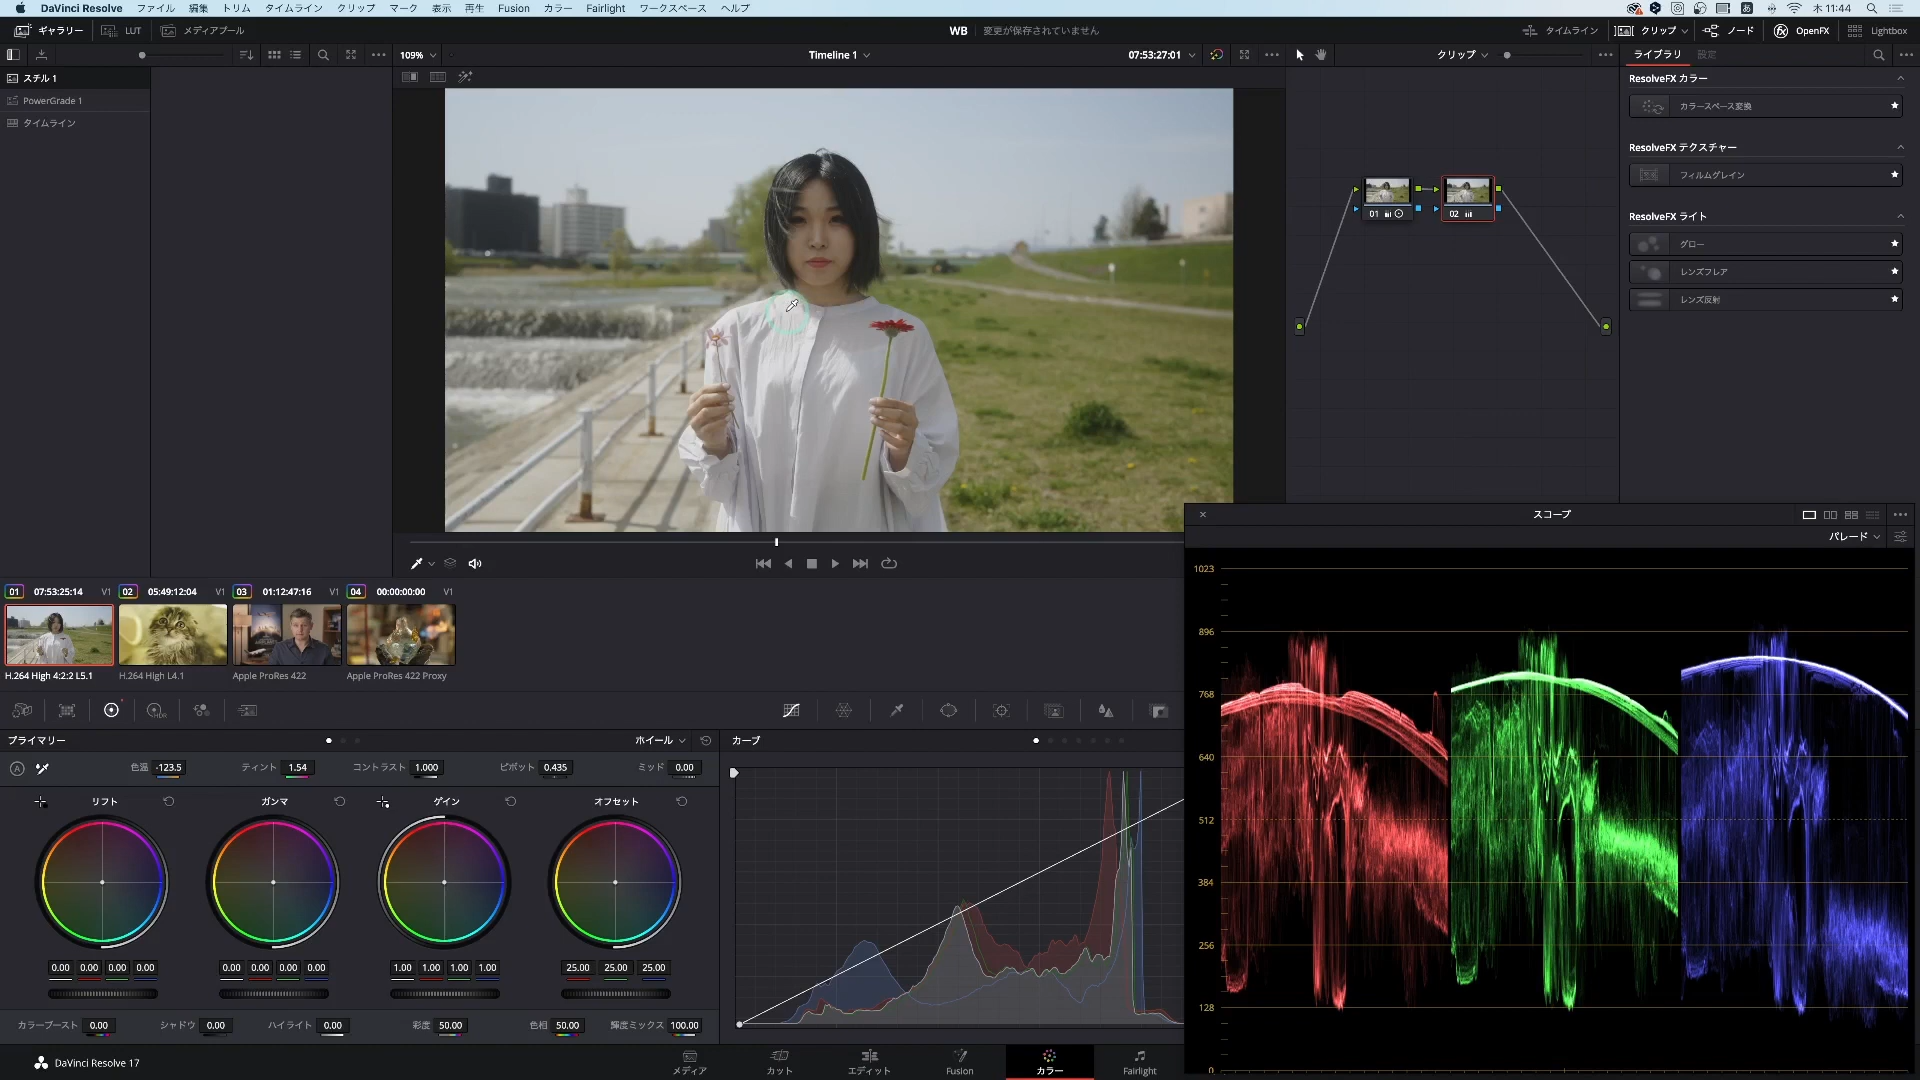 DaVinci Resolve ファイル 編集 トリム タイムライン クリップ マーク 表示 再生 Fusion カラー Fairlight ワークスペース ヘルプ 木 11:44
ギャラリー LUT メディアプール WB 変更が保存されていません タイムライン クリップ ノード OpenFX Lightbox
109% Timeline 1 07:53:27:01 クリップ ライブラリ 設定
スチル 1
PowerGrade 1
タイムライン
01 02
ResolveFX カラー
カラースペース変換
ResolveFX テクスチャー
フィルムグレイン
ResolveFX ライト
グロー
レンズフレア
レンズ反射
01 07:53:25:14 V1 02 05:49:12:04 V1 03 01:12:47:16 V1 04 00:00:00:00 V1
H.264 High 4:2:2 L5.1 H.264 High L4.1 Apple ProRes 422 Apple ProRes 422 Proxy
プライマリー ホイール カーブ
A 色温 -123.5 ティント 1.54 コントラスト 1.000 ピボット 0.435 ミッド 0.00
リフト ガンマ ゲイン オフセット
0.00 0.00 0.00 0.00 0.00 0.00 0.00 0.00 1.00 1.00 1.00 1.00 25.00 25.00 25.00
カラーブースト 0.00 シャドウ 0.00 ハイライト 0.00 彩度 50.00 色相 50.00 輝度ミックス 100.00
スコープ
パレード
1023
896
768
640
512
384
256
128
0
DaVinci Resolve 17 メディア カット エディット Fusion カラー Fairlight